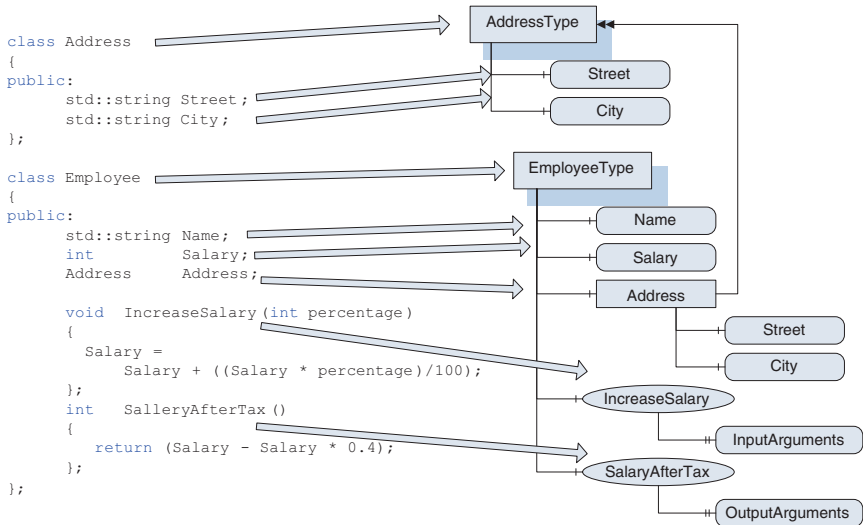 class Address
{
public:
std::string Street;
std::string City;
};
class Employee
{
public:
std::string Name;
int Salary;
Address Address;
void IncreaseSalary(int percentage)
{
Salary =
Salary + ((Salary * percentage)/100);
};
int SalleryAfterTax()
{
return (Salary - Salary * 0.4);
};
};
AddressType
Street
City
EmployeeType
Name
Salary
Address
Street
City
IncreaseSalary
InputArguments
SalaryAfterTax
OutputArguments